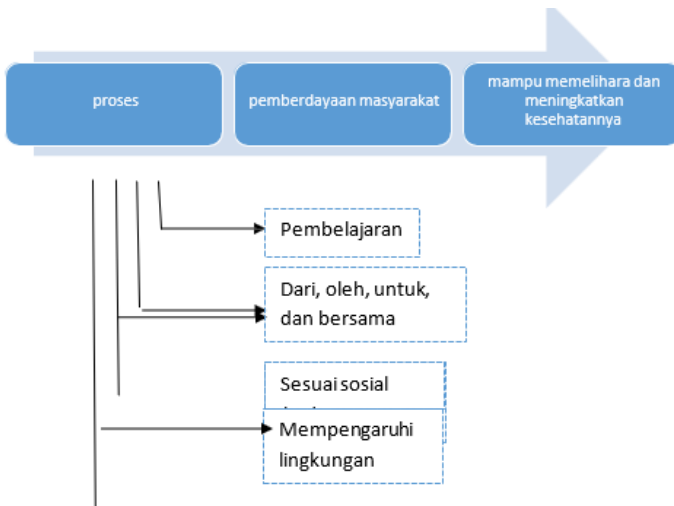 proses
pemberdayaan masyarakat
mampu memelihara dan
meningkatkan
kesehatannya
Pembelajaran
Dari, oleh, untuk,
dan bersama
Sesuai sosial
Mempengaruhi
lingkungan